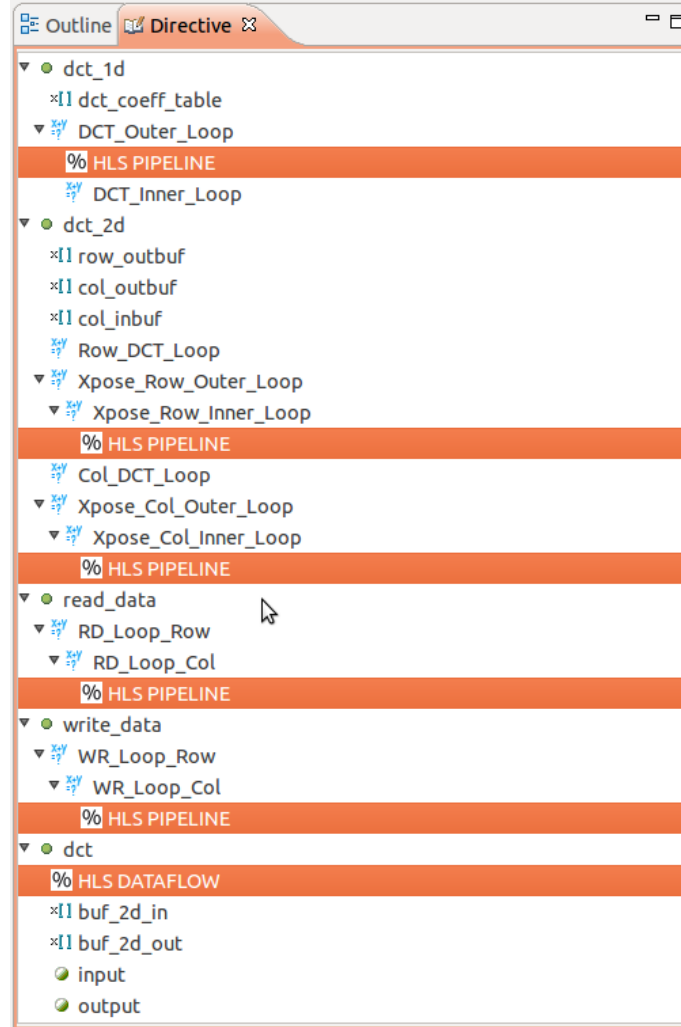 Outline Directive
dct_1d
×[] dct_coeff_table
DCT_Outer_Loop
% HLS PIPELINE
DCT_Inner_Loop
dct_2d
×[] row_outbuf
×[] col_outbuf
×[] col_inbuf
Row_DCT_Loop
Xpose_Row_Outer_Loop
Xpose_Row_Inner_Loop
% HLS PIPELINE
Col_DCT_Loop
Xpose_Col_Outer_Loop
Xpose_Col_Inner_Loop
% HLS PIPELINE
read_data
RD_Loop_Row
RD_Loop_Col
% HLS PIPELINE
write_data
WR_Loop_Row
WR_Loop_Col
% HLS PIPELINE
dct
% HLS DATAFLOW
×[] buf_2d_in
×[] buf_2d_out
input
output